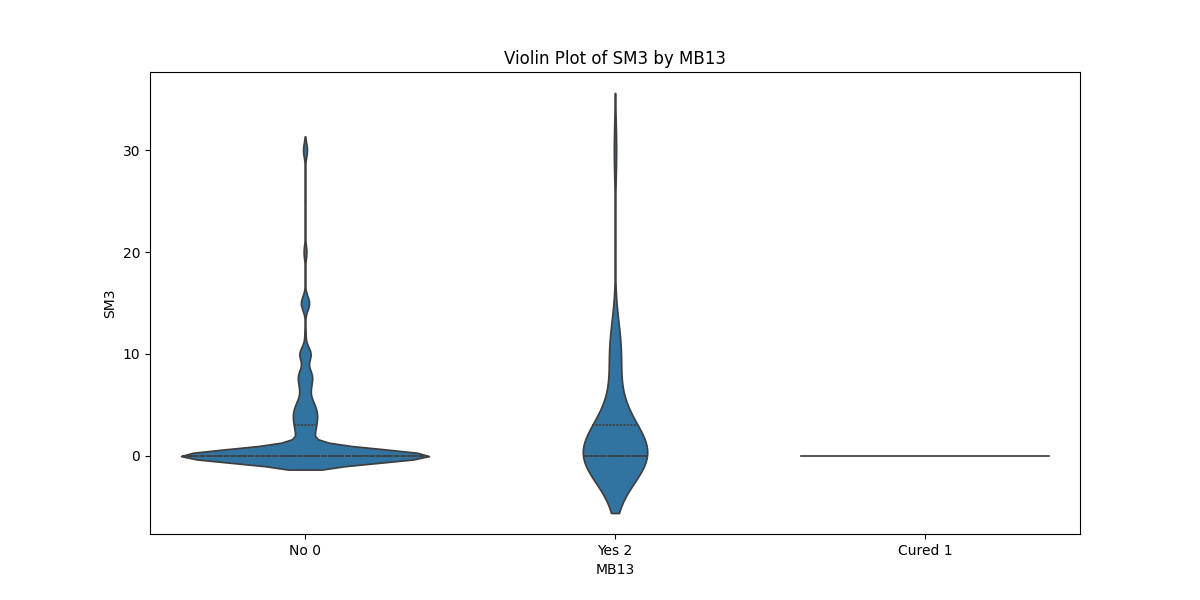 Violin Plot of SM3 by MB13
SM3
30
20
10
0
No 0
Yes 2
Cured 1
MB13